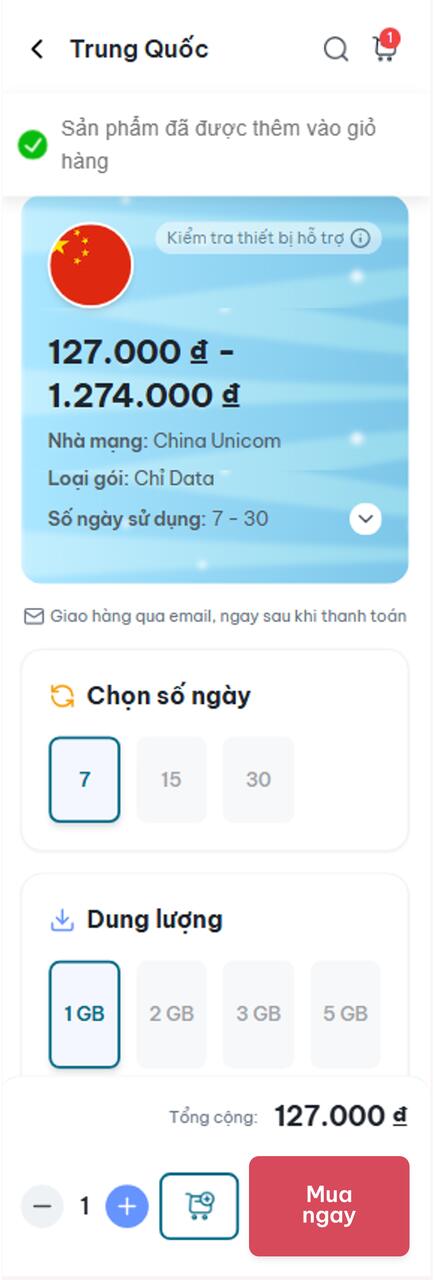 Trung Quốc
1
Sản phẩm đã được thêm vào giỏ
hàng
Kiểm tra thiết bị hỗ trợ
127.000 ₫ -
1.274.000 ₫
Nhà mạng: China Unicom
Loại gói: Chỉ Data
Số ngày sử dụng: 7 - 30
Giao hàng qua email, ngay sau khi thanh toán
Chọn số ngày
7
15
30
Dung lượng
1 GB
2 GB
3 GB
5 GB
Tổng cộng: 127.000 ₫
1
Mua
ngay